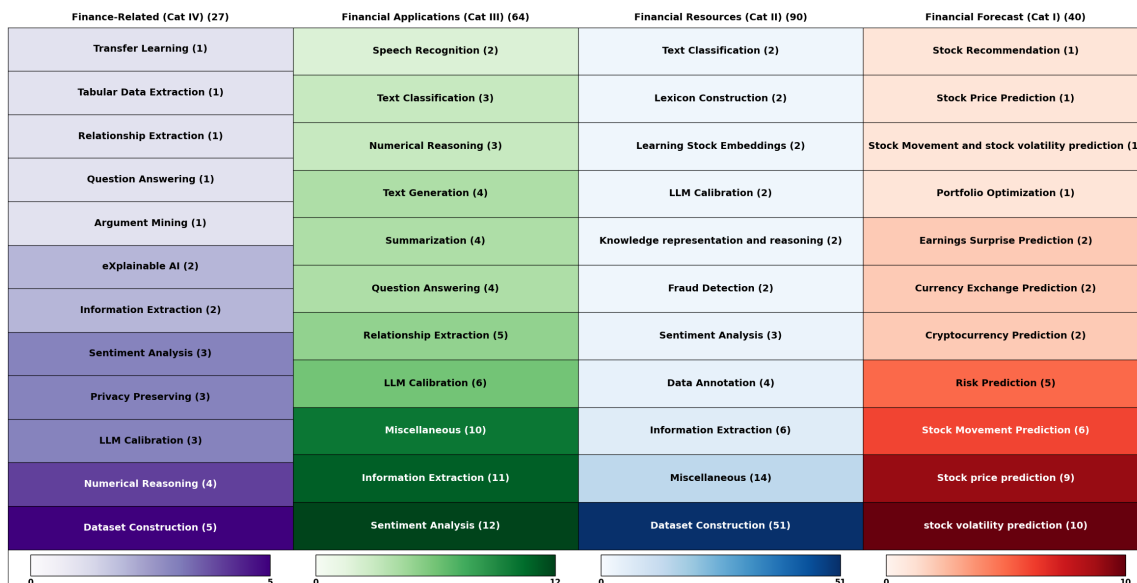 Finance-Related (Cat IV) (27)
Transfer Learning (1)
Tabular Data Extraction (1)
Relationship Extraction (1)
Question Answering (1)
Argument Mining (1)
eXplainable AI (2)
Information Extraction (2)
Sentiment Analysis (3)
Privacy Preserving (3)
LLM Calibration (3)
Numerical Reasoning (4)
Dataset Construction (5)
0 5
Financial Applications (Cat III) (64)
Speech Recognition (2)
Text Classification (3)
Numerical Reasoning (3)
Text Generation (4)
Summarization (4)
Question Answering (4)
Relationship Extraction (5)
LLM Calibration (6)
Miscellaneous (10)
Information Extraction (11)
Sentiment Analysis (12)
0 12
Financial Resources (Cat II) (90)
Text Classification (2)
Lexicon Construction (2)
Learning Stock Embeddings (2)
LLM Calibration (2)
Knowledge representation and reasoning (2)
Fraud Detection (2)
Sentiment Analysis (3)
Data Annotation (4)
Information Extraction (6)
Miscellaneous (14)
Dataset Construction (51)
0 51
Financial Forecast (Cat I) (40)
Stock Recommendation (1)
Stock Price Prediction (1)
Stock Movement and stock volatility prediction (1
Portfolio Optimization (1)
Earnings Surprise Prediction (2)
Currency Exchange Prediction (2)
Cryptocurrency Prediction (2)
Risk Prediction (5)
Stock Movement Prediction (6)
Stock price prediction (9)
stock volatility prediction (10)
0 10